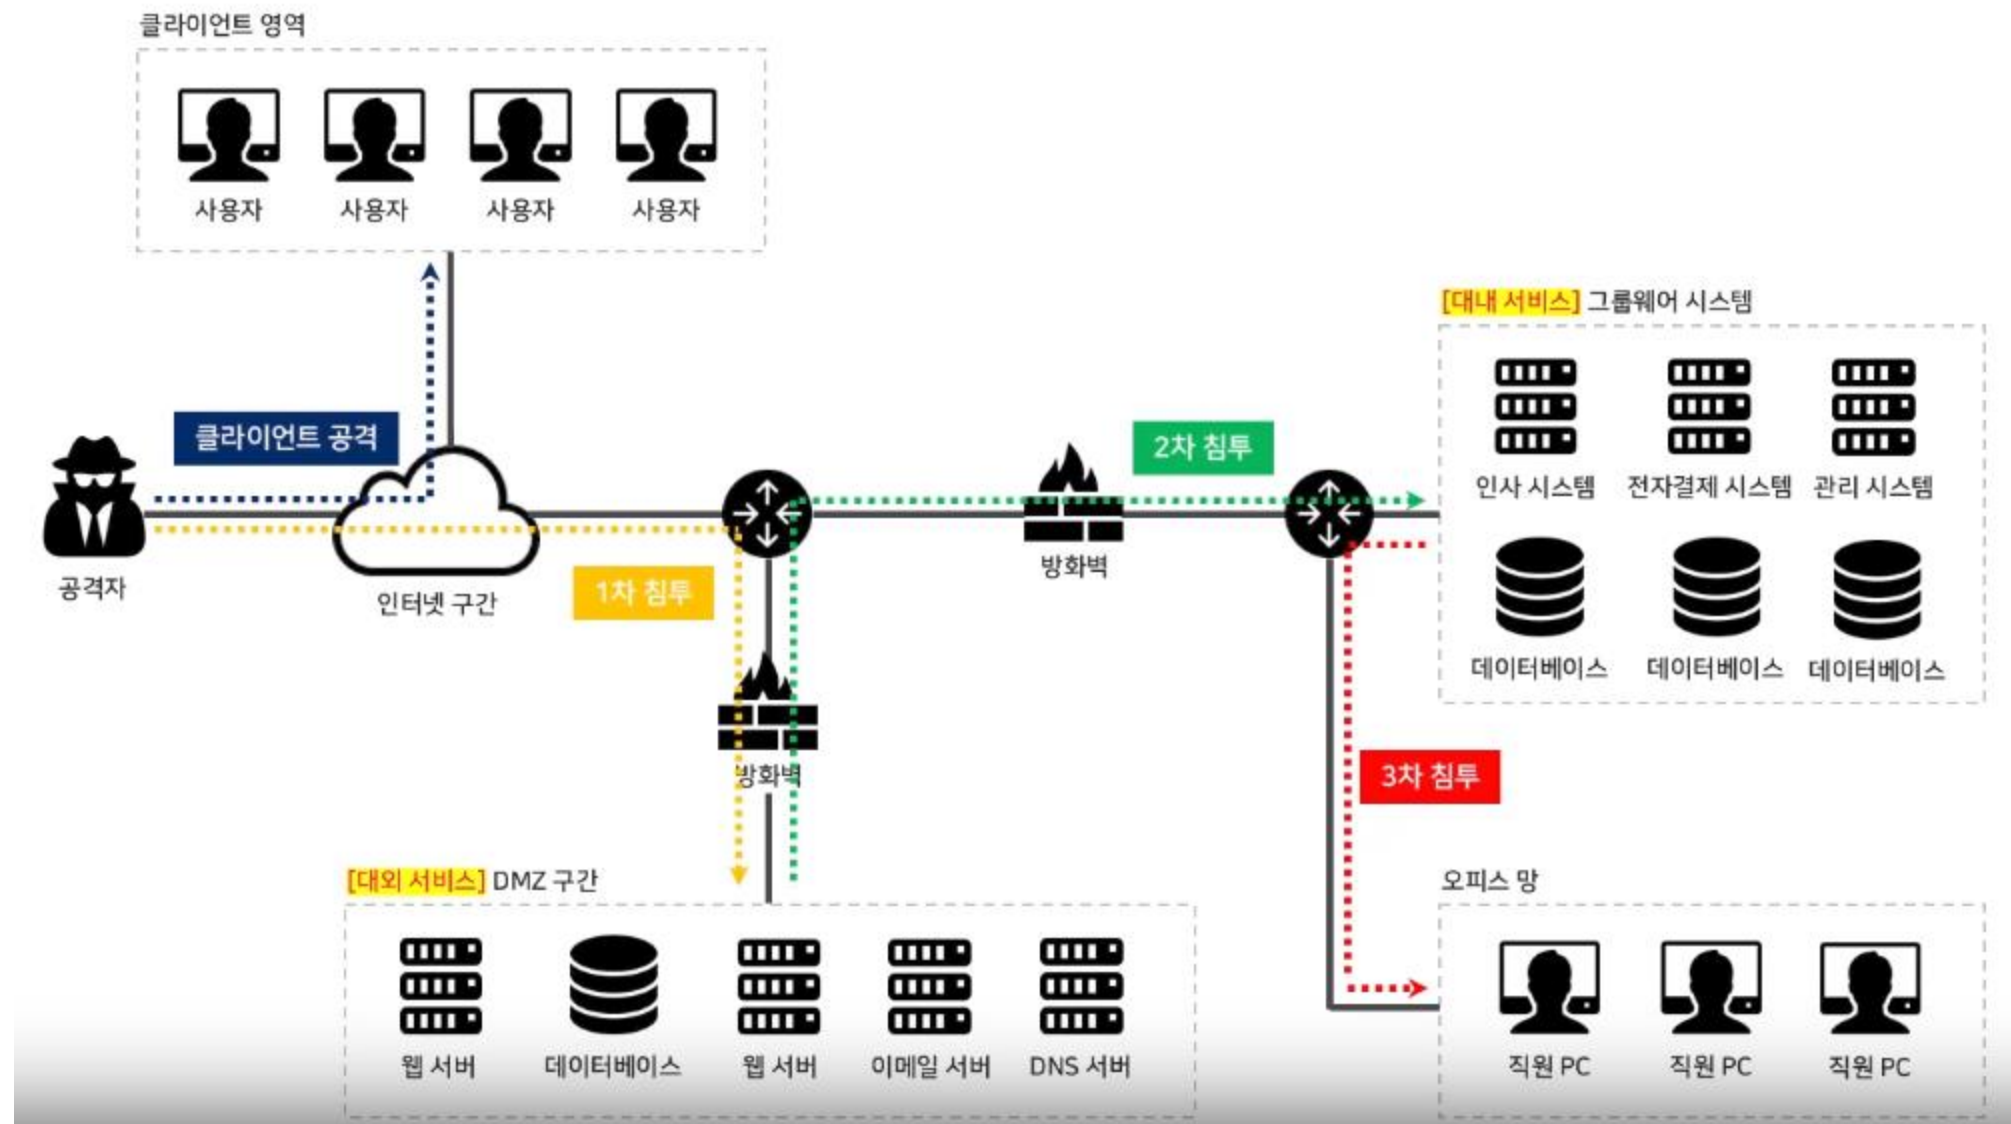 클라이언트 영역
사용자
사용자
사용자
사용자
[대내 서비스] 그룹웨어 시스템
클라이언트 공격
2차 침투
인사 시스템
전자결제 시스템
관리 시스템
방화벽
공격자
인터넷 구간
1차 침투
데이터베이스
데이터베이스
데이터베이스
방화벽
3차 침투
[대외 서비스] DMZ 구간
오피스 망
웹 서버
데이터베이스
웹 서버
이메일 서버
DNS 서버
직원 PC
직원 PC
직원 PC